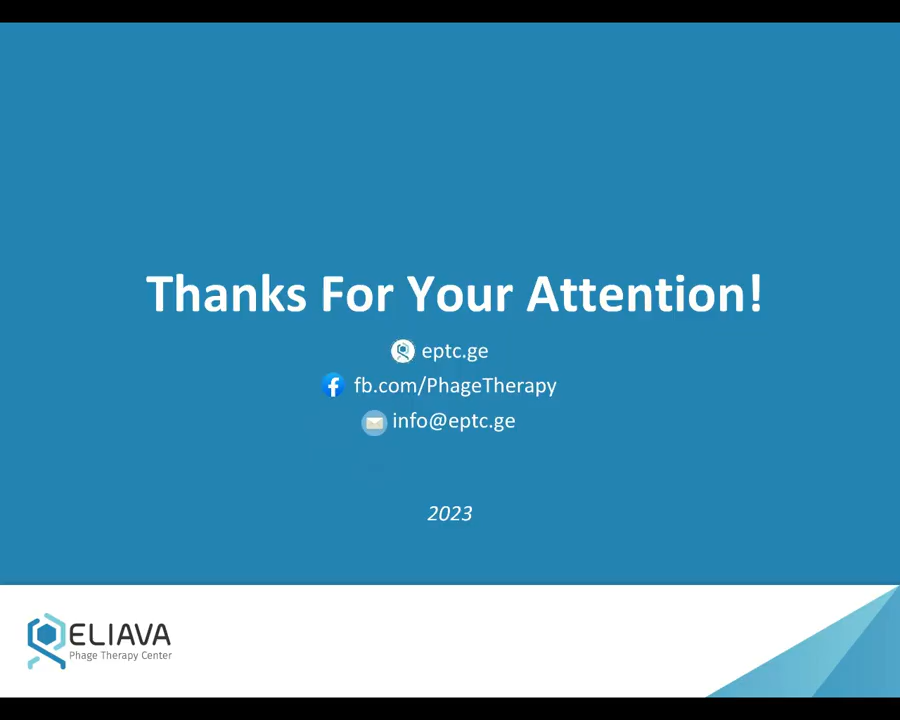 Thanks For Your Attention!
eptc.ge
fb.com/PhageTherapy
info@eptc.ge
2023
ELIAVA
Phage Therapy Center